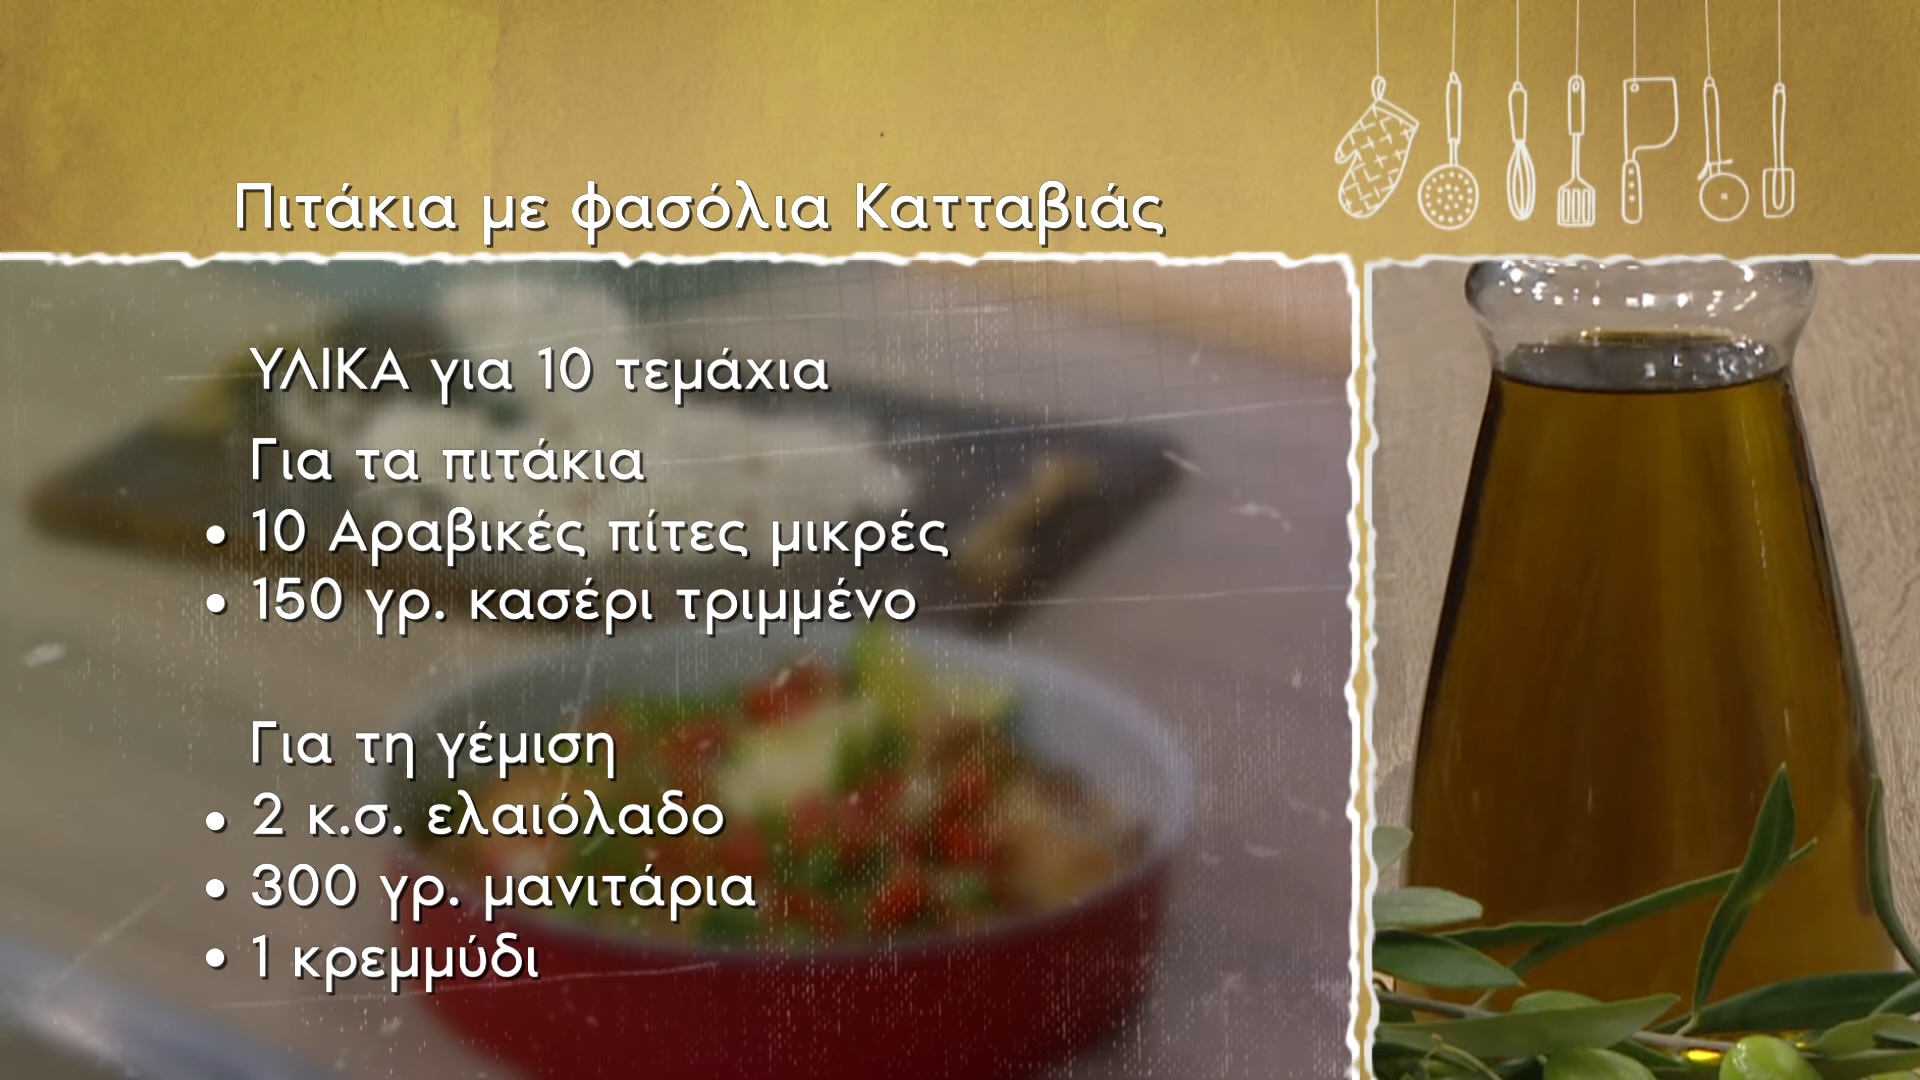 Πιτάκια με φασόλια Κατταβιάς
ΥΛΙΚΑ για 10 τεμάχια
Για τα πιτάκια
• 10 Αραβικές πίτες μικρές
• 150 γρ. κασέρι τριμμένο
Για τη γέμιση
• 2 κ.σ. ελαιόλαδο
• 300 γρ. μανιτάρια
• 1 κρεμμύδι